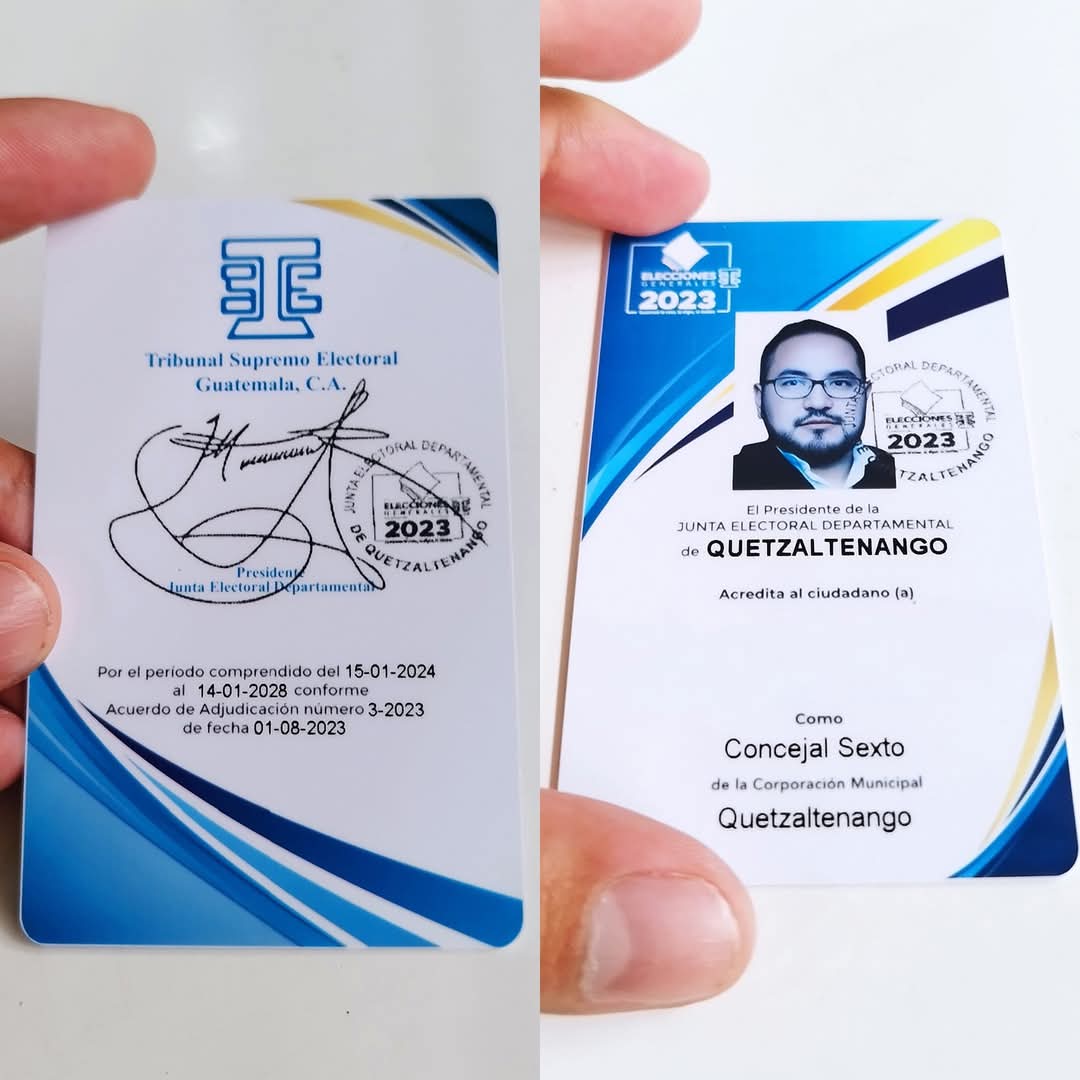 Tribunal Supremo Electoral
Guatemala, C.A.
JUNTA ELECTORAL DEPARTAMENTAL
ELECCIONES
GENERALES
2023
DE QUETZALTENANGO
Presidente
Junta Electoral Departamental
Por el período comprendido del 15-01-2024
al 14-01-2028 conforme
Acuerdo de Adjudicación número 3-2023
de fecha 01-08-2023
ELECCIONES
GENERALES
2023
JUNTA ELECTORAL DEPARTAMENTAL
ELECCIONES
GENERALES
2023
DE QUETZALTENANGO
El Presidente de la
JUNTA ELECTORAL DEPARTAMENTAL
de QUETZALTENANGO
Acredita al ciudadano (a)
Como
Concejal Sexto
de la Corporación Municipal
Quetzaltenango